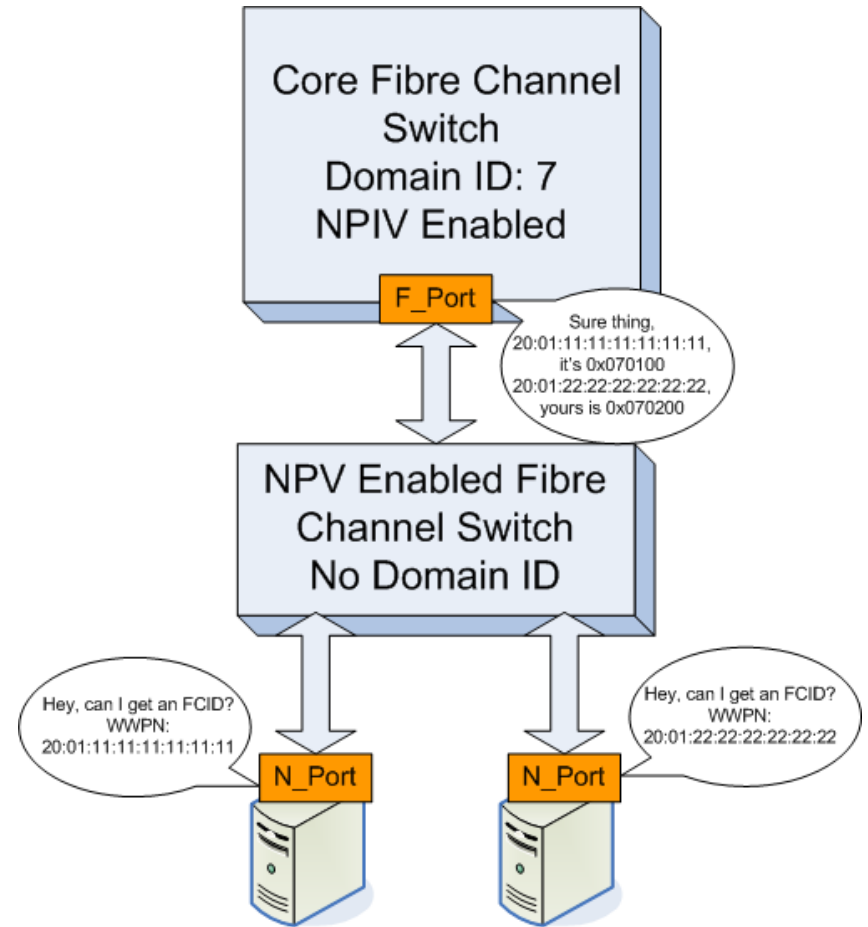 Core Fibre Channel
Switch
Domain ID: 7
NPIV Enabled
F_Port
Sure thing,
20:01:11:11:11:11:11:11,
it's 0x070100
20:01:22:22:22:22:22:22,
yours is 0x070200
NPV Enabled Fibre
Channel Switch
No Domain ID
Hey, can I get an FCID?
WWPN:
20:01:11:11:11:11:11:11
N_Port
Hey, can I get an FCID?
WWPN:
20:01:22:22:22:22:22:22
N_Port